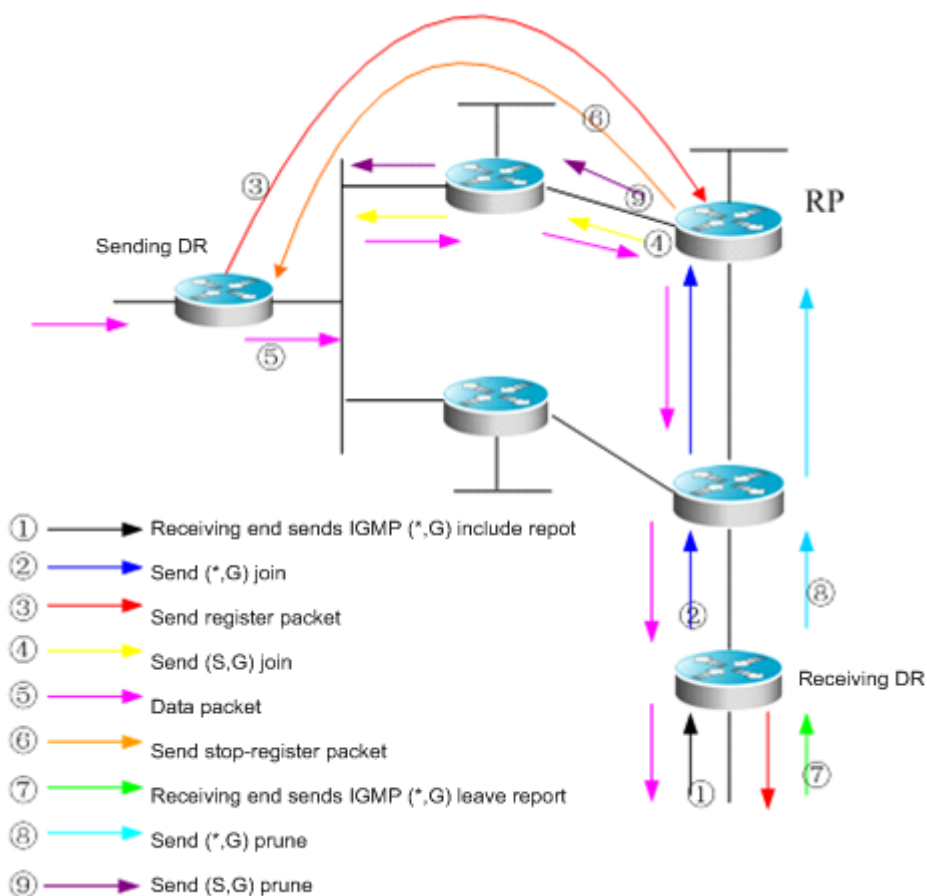 ③
⑥
⑨
RP
④
Sending DR
⑤
① Receiving end sends IGMP (*,G) include repot
② Send (*,G) join
③ Send register packet
④ Send (S,G) join
⑤ Data packet
⑥ Send stop-register packet
⑦ Receiving end sends IGMP (*,G) leave report
⑧ Send (*,G) prune
⑨ Send (S,G) prune
②
⑧
Receiving DR
①
⑦